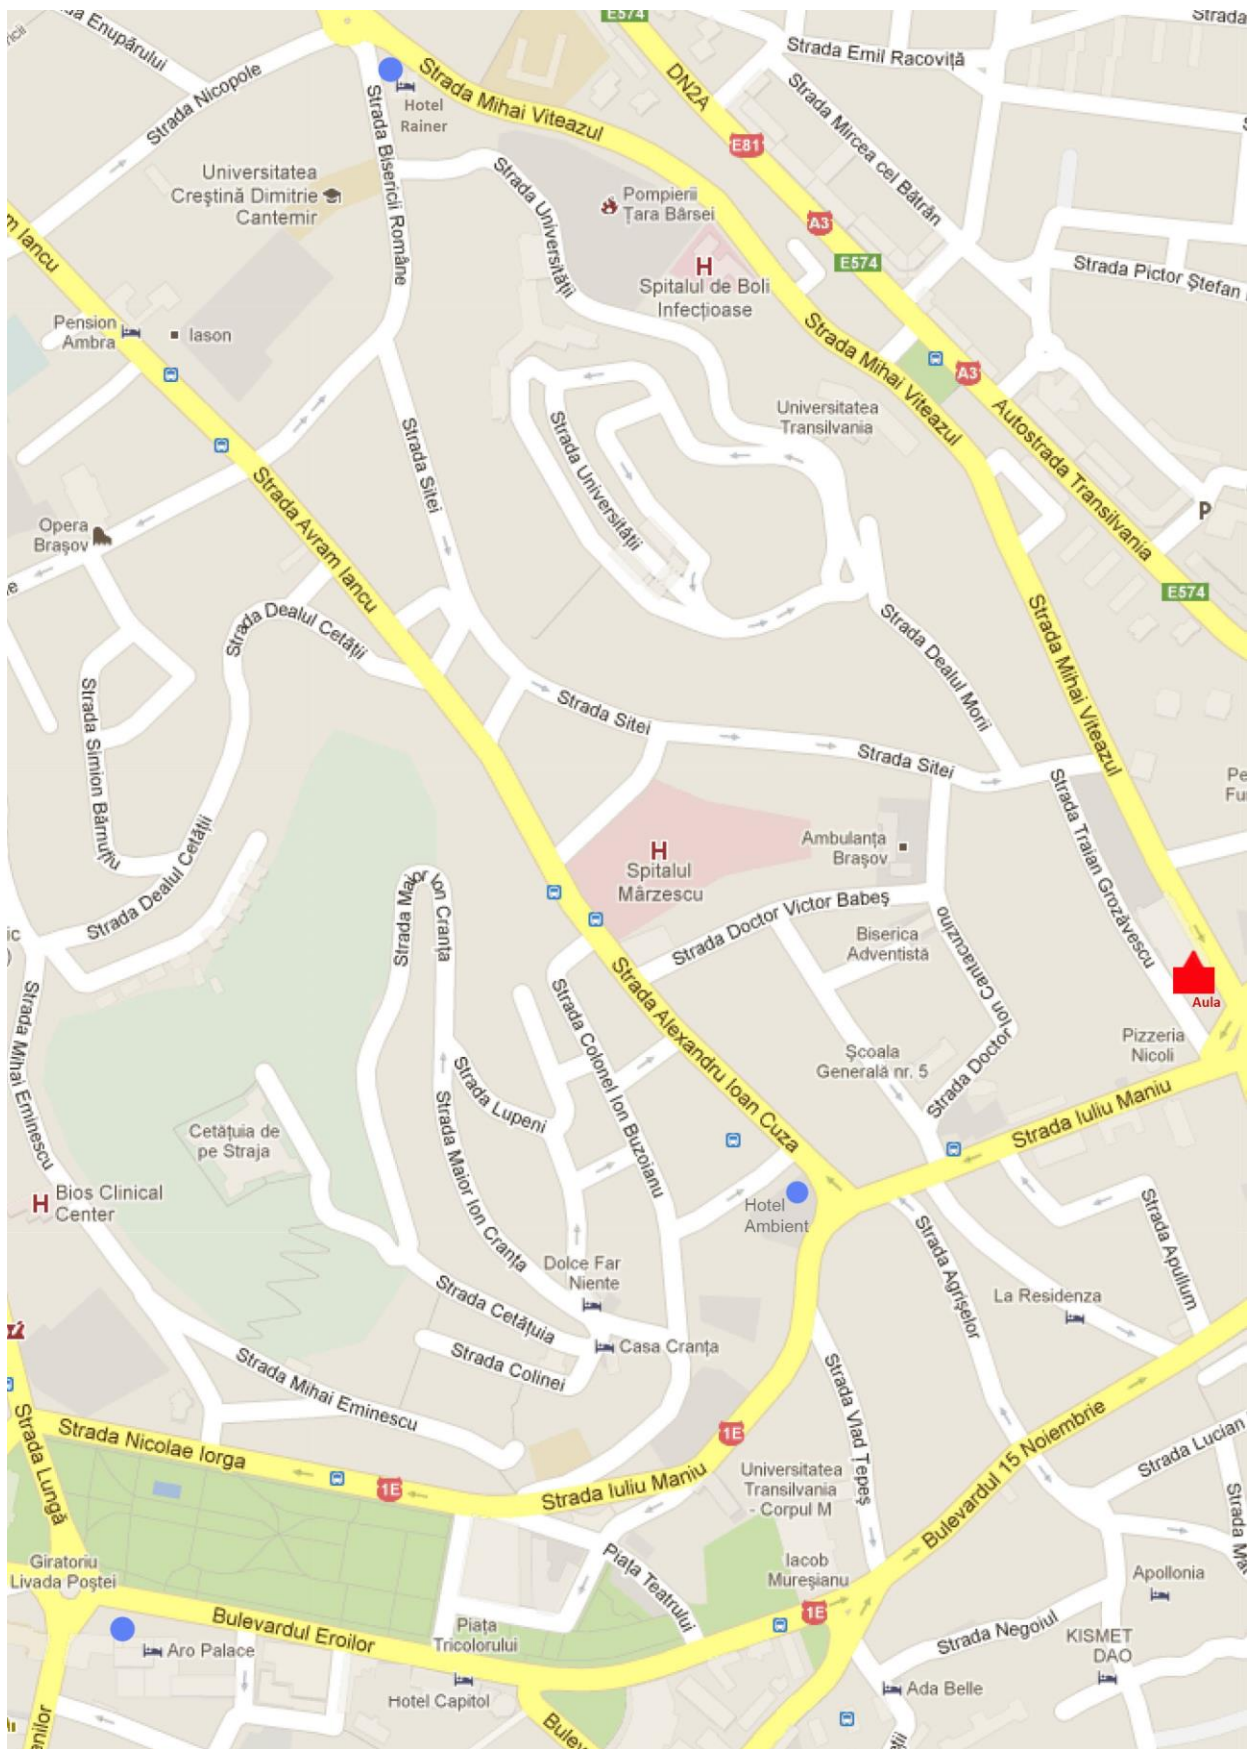 Strada Enupărului
E574
Strada
Strada Emil Racoviță
Strada Nicopole
Hotel
Rainer
Strada Mihai Viteazul
DN2A
Strada Mircea cel Bătrân
E81
Strada Bisericii Române
Universitatea
Creștină Dimitrie
Cantemir
Strada Universității
Pompierii
Țara Bârsei
A3
E574
H
Spitalul de Boli
Infecțioase
Strada Pictor Ștefan
m Iancu
Pension
Ambra
Iason
Strada Mihai Viteazul
A3
Universitatea
Transilvania
Autostrada Transilvania
Strada Sitei
Strada Universității
P
Strada Avram Iancu
Opera
Brașov
E574
Strada Dealul Cetății
Strada Dealul Morii
Strada Mihai Viteazul
Strada Simion Bărnuțiu
Strada Sitei
Strada Sitei
Pe
Fu
Strada Traian Grozăvescu
Strada Dealul Cetății
H
Spitalul
Mârzescu
Ambulanța
Brașov
Strada Maior Ion Cranța
Strada Doctor Victor Babeș
Biserica
Adventistă
Strada Doctor Ion Cantacuzino
ic
Strada Mihai Eminescu
Strada Alexandru Ioan Cuza
Strada Colonel Ion Buzoianu
Aula
Pizzeria
Nicoli
Școala
Generală nr. 5
Strada Lupeni
Strada Maior Ion Cranța
Cetățuia de
pe Straja
Strada Iuliu Maniu
H
Bios Clinical
Center
Hotel
Ambient
Strada Agrișelor
Strada Apullum
Dolce Far
Niente
La Residenza
Strada Cetățuia
Casa Cranța
Strada Colinei
Strada Mihai Eminescu
Strada Vlad Țepeș
Strada Lungă
Strada Nicolae Iorga
1E
1E
Strada Iuliu Maniu
Universitatea
Transilvania
- Corpul M
Bulevardul 15 Noiembrie
Strada Lucian
Giratoriu
Livada Poștei
Piața Teatrului
Iacob
Mureșianu
Apollonia
Bulevardul Eroilor
1E
Piața
Tricolorului
Strada Negoiul
KISMET
DAO
Aro Palace
Hotel Capitol
Ada Belle